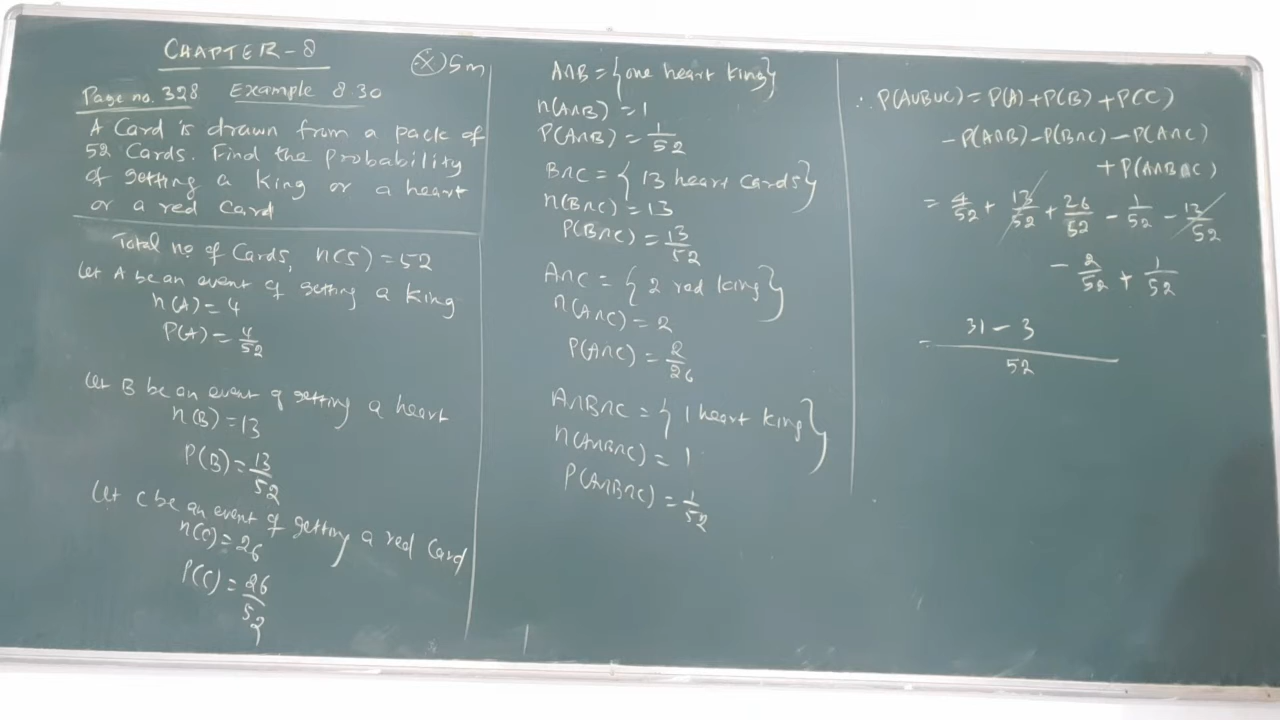 CHAPTER-8
(X) 5m
Page no. 328 Example 8.30
A Card is drawn from a pack of
52 Cards. Find the probability
of getting a King or a heart
or a red Card
Total no of Cards, n(S) = 52
Let A be an event of getting a King
n(A) = 4
P(A) = 4/52
Let B be an event of getting a heart
n(B) = 13
P(B) = 13/52
Let C be an event of getting a red Card
n(C) = 26
P(C) = 26/52
A∩B = {one heart king}
n(A∩B) = 1
P(A∩B) = 1/52
B∩C = {13 heart Cards}
n(B∩C) = 13
P(B∩C) = 13/52
A∩C = {2 red king}
n(A∩C) = 2
P(A∩C) = 2/26
A∩B∩C = {1 heart king}
n(A∩B∩C) = 1
P(A∩B∩C) = 1/52
∴ P(A∪B∪C) = P(A) + P(B) + P(C)
- P(A∩B) - P(B∩C) - P(A∩C)
+ P(A∩B∩C)
= 4/52 + 13/52 + 26/52 - 1/52 - 13/52
- 2/52 + 1/52
= 31 - 3
52